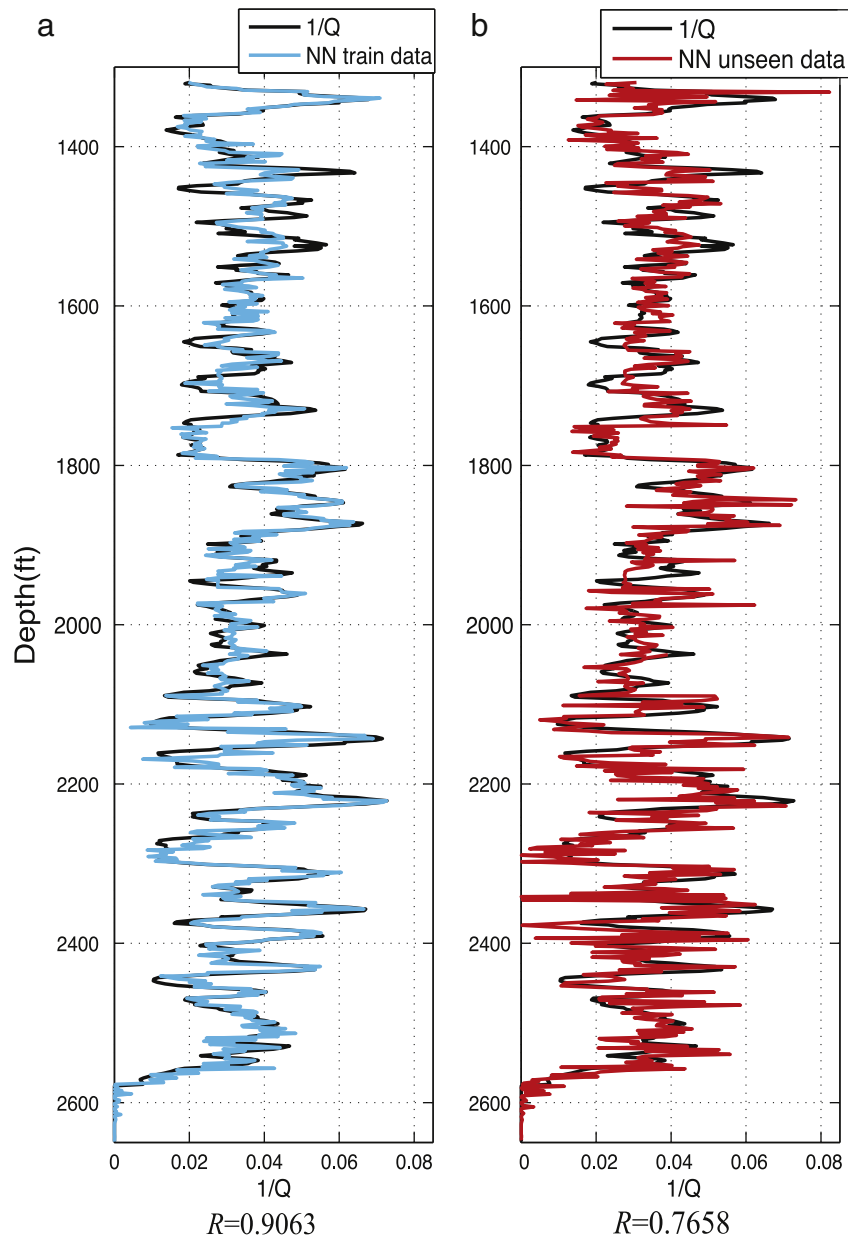 a
1/Q
NN train data
b
1/Q
NN unseen data
Depth(ft)
1400
1600
1800
2000
2200
2400
2600
0 0.02 0.04 0.06 0.08
1/Q
R=0.9063
1400
1600
1800
2000
2200
2400
2600
0 0.02 0.04 0.06 0.08
1/Q
R=0.7658